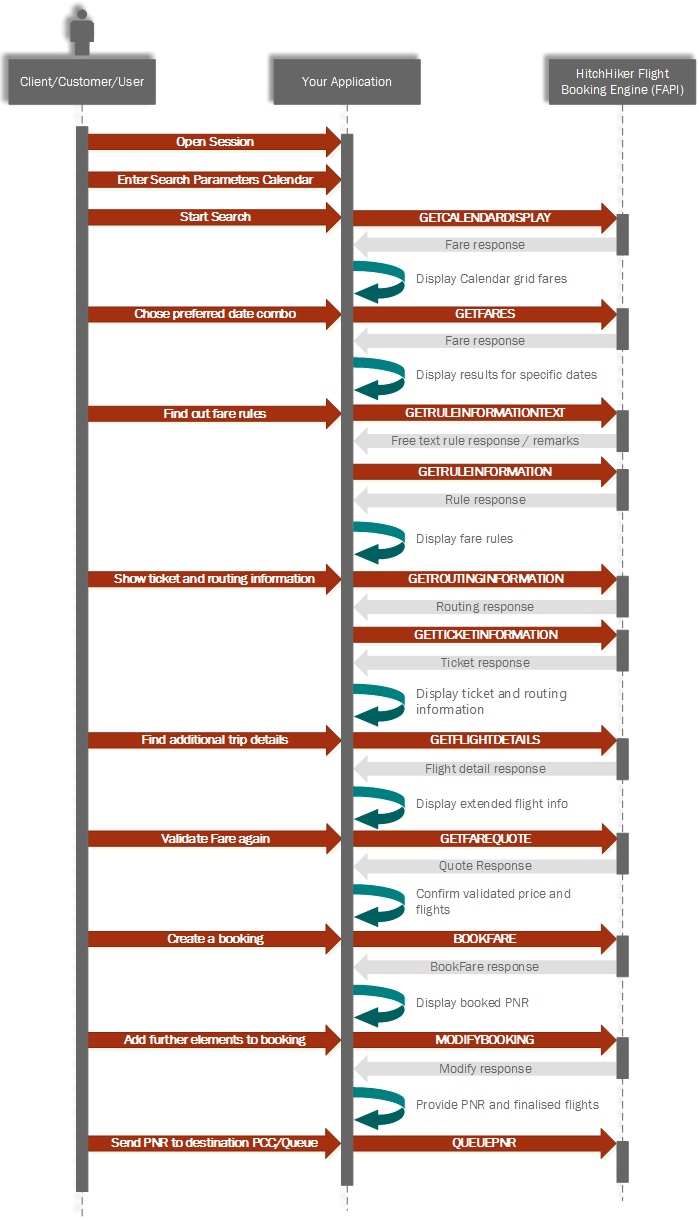 Client/Customer/User
Your Application
HitchHiker Flight
Booking Engine (FAPI)
Open Session
Enter Search Parameters Calendar
Start Search
GETCALENDARDISPLAY
Fare response
Display Calendar grid fares
Chose preferred date combo
GETFARES
Fare response
Display results for specific dates
Find out fare rules
GETRULEINFORMATIONTEXT
Free text rule response / remarks
GETRULEINFORMATION
Rule response
Display fare rules
Show ticket and routing information
GETROUTINGINFORMATION
Routing response
GETTICKETINFORMATION
Ticket response
Display ticket and routing
information
Find additional trip details
GETFLIGHTDETAILS
Flight detail response
Display extended flight info
Validate Fare again
GETFAREQUOTE
Quote Response
Confirm validated price and
flights
Create a booking
BOOKFARE
BookFare response
Display booked PNR
Add further elements to booking
MODIFYBOOKING
Modify response
Provide PNR and finalised flights
Send PNR to destination PCC/Queue
QUEUEPNR